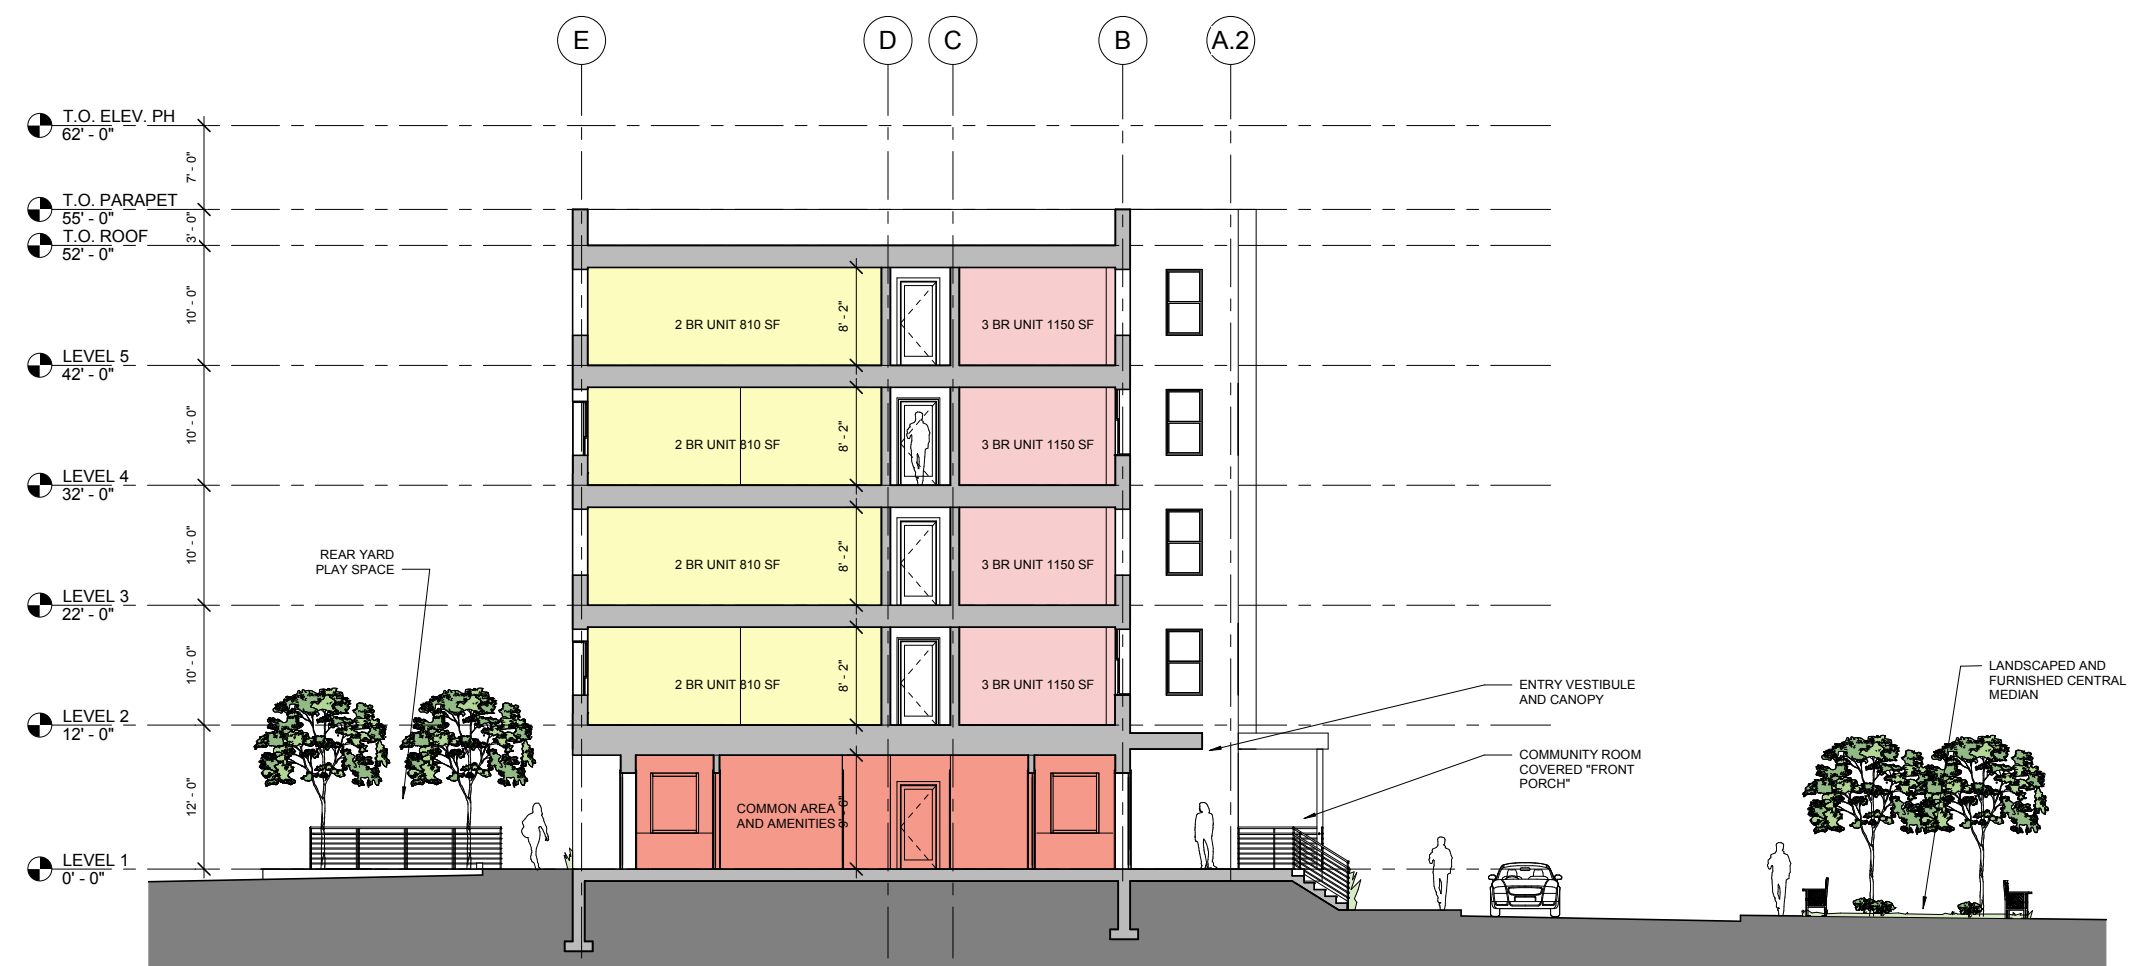 E
D
C
B
A.2
T.O. ELEV. PH
62' - 0"
7' - 0"
T.O. PARAPET
55' - 0"
3' - 0"
T.O. ROOF
52' - 0"
10' - 0"
2 BR UNIT 810 SF
8' - 2"
3 BR UNIT 1150 SF
LEVEL 5
42' - 0"
10' - 0"
2 BR UNIT 810 SF
8' - 2"
3 BR UNIT 1150 SF
LEVEL 4
32' - 0"
10' - 0"
REAR YARD
PLAY SPACE
2 BR UNIT 810 SF
8' - 2"
3 BR UNIT 1150 SF
LEVEL 3
22' - 0"
10' - 0"
2 BR UNIT 810 SF
8' - 2"
3 BR UNIT 1150 SF
ENTRY VESTIBULE
AND CANOPY
LANDSCAPED AND
FURNISHED CENTRAL
MEDIAN
LEVEL 2
12' - 0"
12' - 0"
COMMON AREA
AND AMENITIES
9' - 6"
COMMUNITY ROOM
COVERED "FRONT
PORCH"
LEVEL 1
0' - 0"